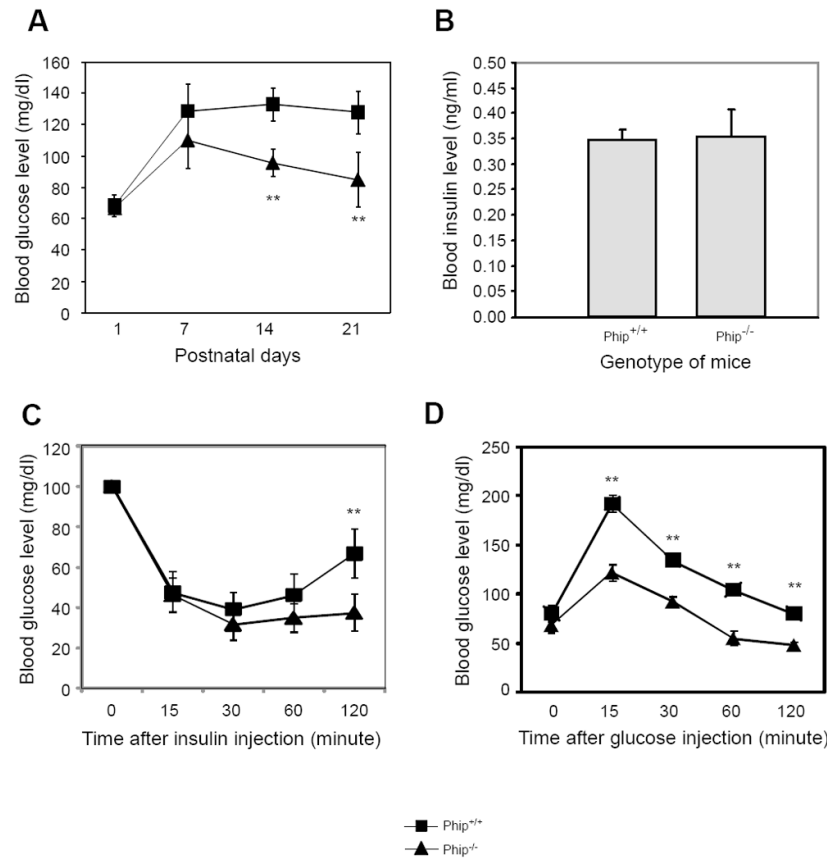 A
Blood glucose level (mg/dl)
160
140
120
100
80
60
40
20
0
**
**
1 7 14 21
Postnatal days
B
Blood insulin level (ng/ml)
0.50
0.45
0.40
0.35
0.30
0.25
0.20
0.15
0.10
0.05
0.00
Phip+/+ Phip-/-
Genotype of mice
C
Blood glucose level (mg/dl)
120
100
80
60
40
20
0
**
0 15 30 60 120
Time after insulin injection (minute)
D
Blood glucose level (mg/dl)
250
200
150
100
50
0
**
**
**
**
0 15 30 60 120
Time after glucose injection (minute)
Phip+/+
Phip-/-